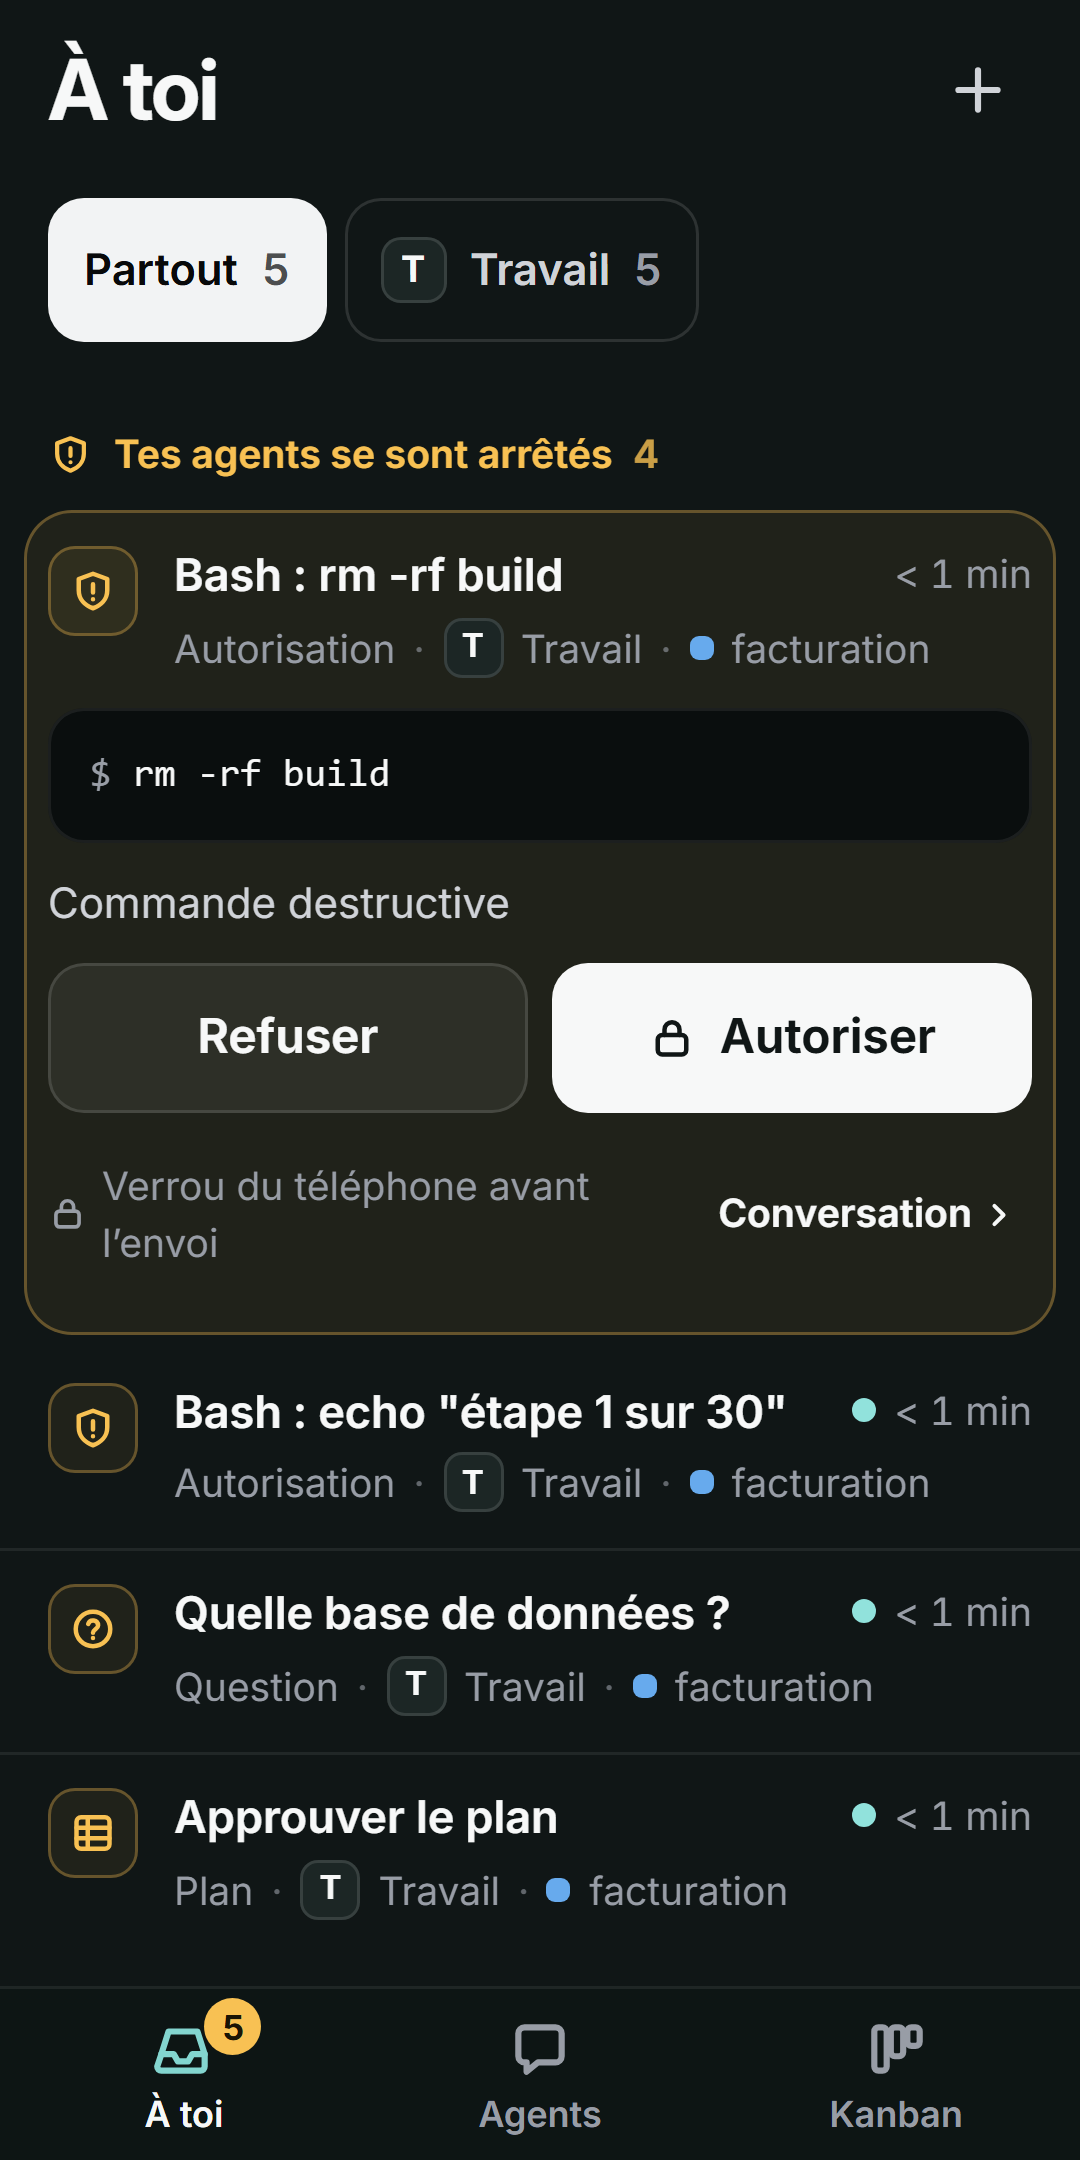 À toi
Partout 5
T Travail 5
Tes agents se sont arrêtés 4
Bash : rm -rf build < 1 min
Autorisation · T Travail · facturation
$ rm -rf build
Commande destructive
Refuser
Autoriser
Verrou du téléphone avant
l’envoi
Conversation
Bash : echo "étape 1 sur 30" < 1 min
Autorisation · T Travail · facturation
Quelle base de données ? < 1 min
Question · T Travail · facturation
Approuver le plan < 1 min
Plan · T Travail · facturation
5
À toi
Agents
Kanban